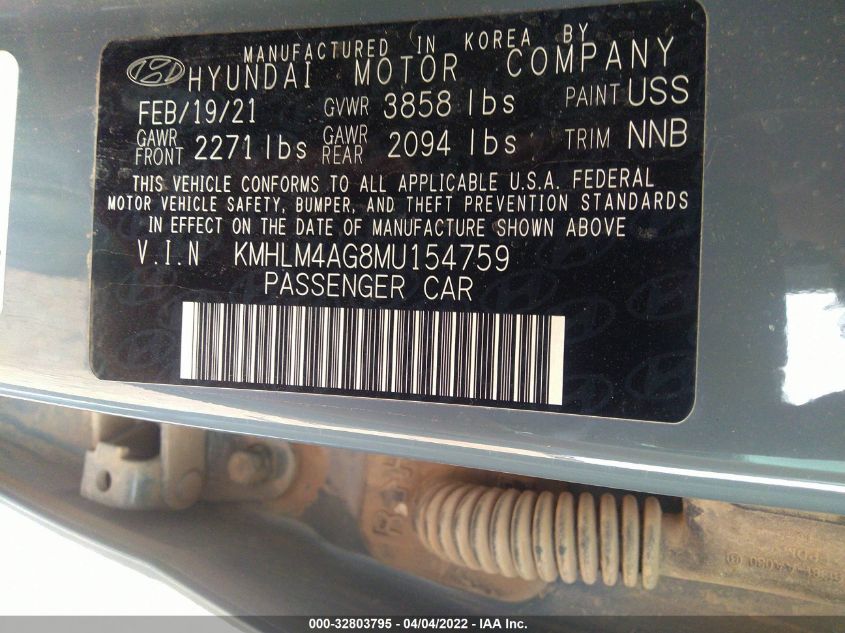 MANUFACTURED IN KOREA BY
HYUNDAI MOTOR COMPANY
FEB/19/21 GVWR 3858 lbs PAINT USS
GAWR FRONT 2271 lbs GAWR REAR 2094 lbs TRIM NNB
THIS VEHICLE CONFORMS TO ALL APPLICABLE U.S.A. FEDERAL
MOTOR VEHICLE SAFETY, BUMPER, AND THEFT PREVENTION STANDARDS
IN EFFECT ON THE DATE OF MANUFACTURE SHOWN ABOVE
V.I.N KMHLM4AG8MU154759
PASSENGER CAR
000-32803795 - 04/04/2022 - IAA Inc.